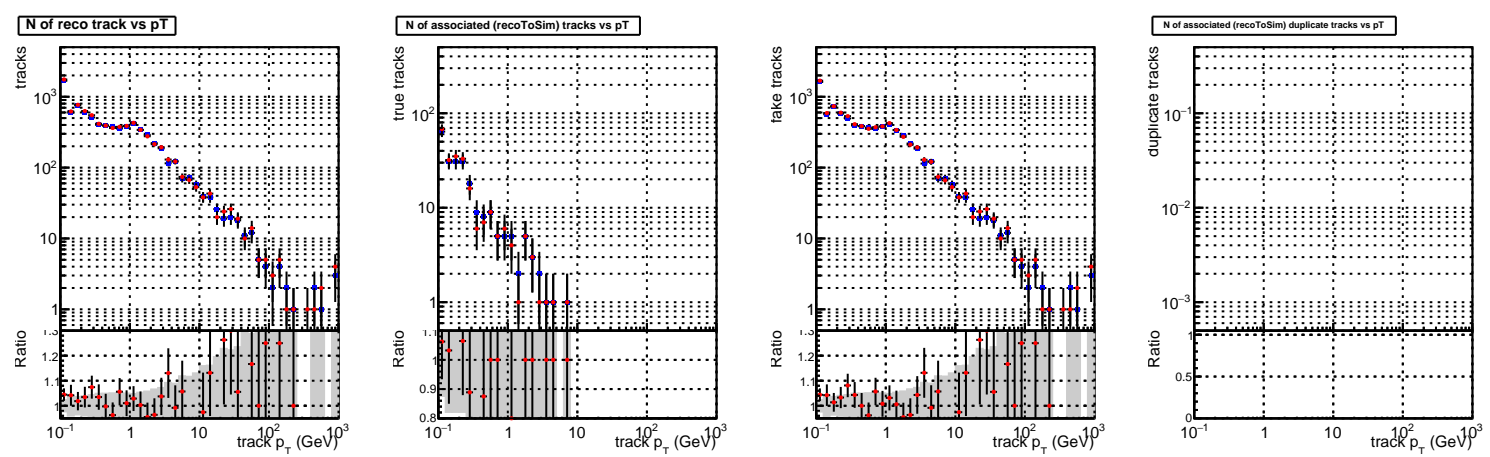 N of reco track vs pT
tracks
10³
10²
10
1
Ratio
1.3
1.2
1.1
1
10⁻¹ 1 10 10² 10³
track p_T (GeV)
N of associated (recoToSim) tracks vs pT
true tracks
10²
10
1
Ratio
1.1
1
0.9
0.8
10⁻¹ 1 10 10² 10³
track p_T (GeV)
fake tracks
10³
10²
10
1
Ratio
1.3
1.2
1.1
1
10⁻¹ 1 10 10² 10³
track p_T (GeV)
N of associated (recoToSim) duplicate tracks vs pT
duplicate tracks
10⁻¹
10⁻²
10⁻³
Ratio
1
0.5
0
10⁻¹ 1 10 10² 10³
track p_T (GeV)